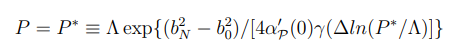 P = P* ≡ Λ exp{(b_N^2 − b_0^2)/[4α′_𝒫(0)γ(Δln(P*/Λ)]}